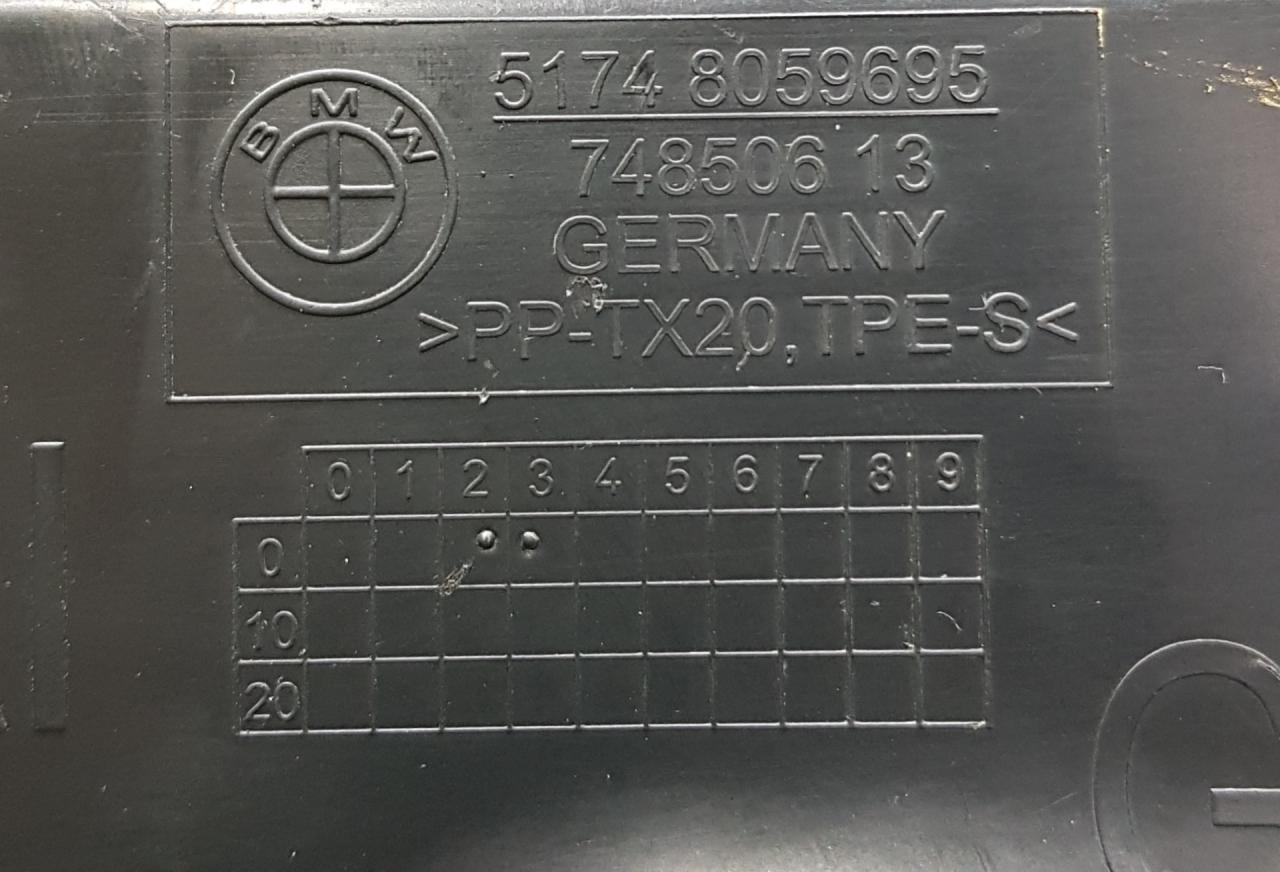 BMW
5174 8059695
748506 13
GERMANY
>PP-TX20, TPE-S<
0 1 2 3 4 5 6 7 8 9
0
10
20
G